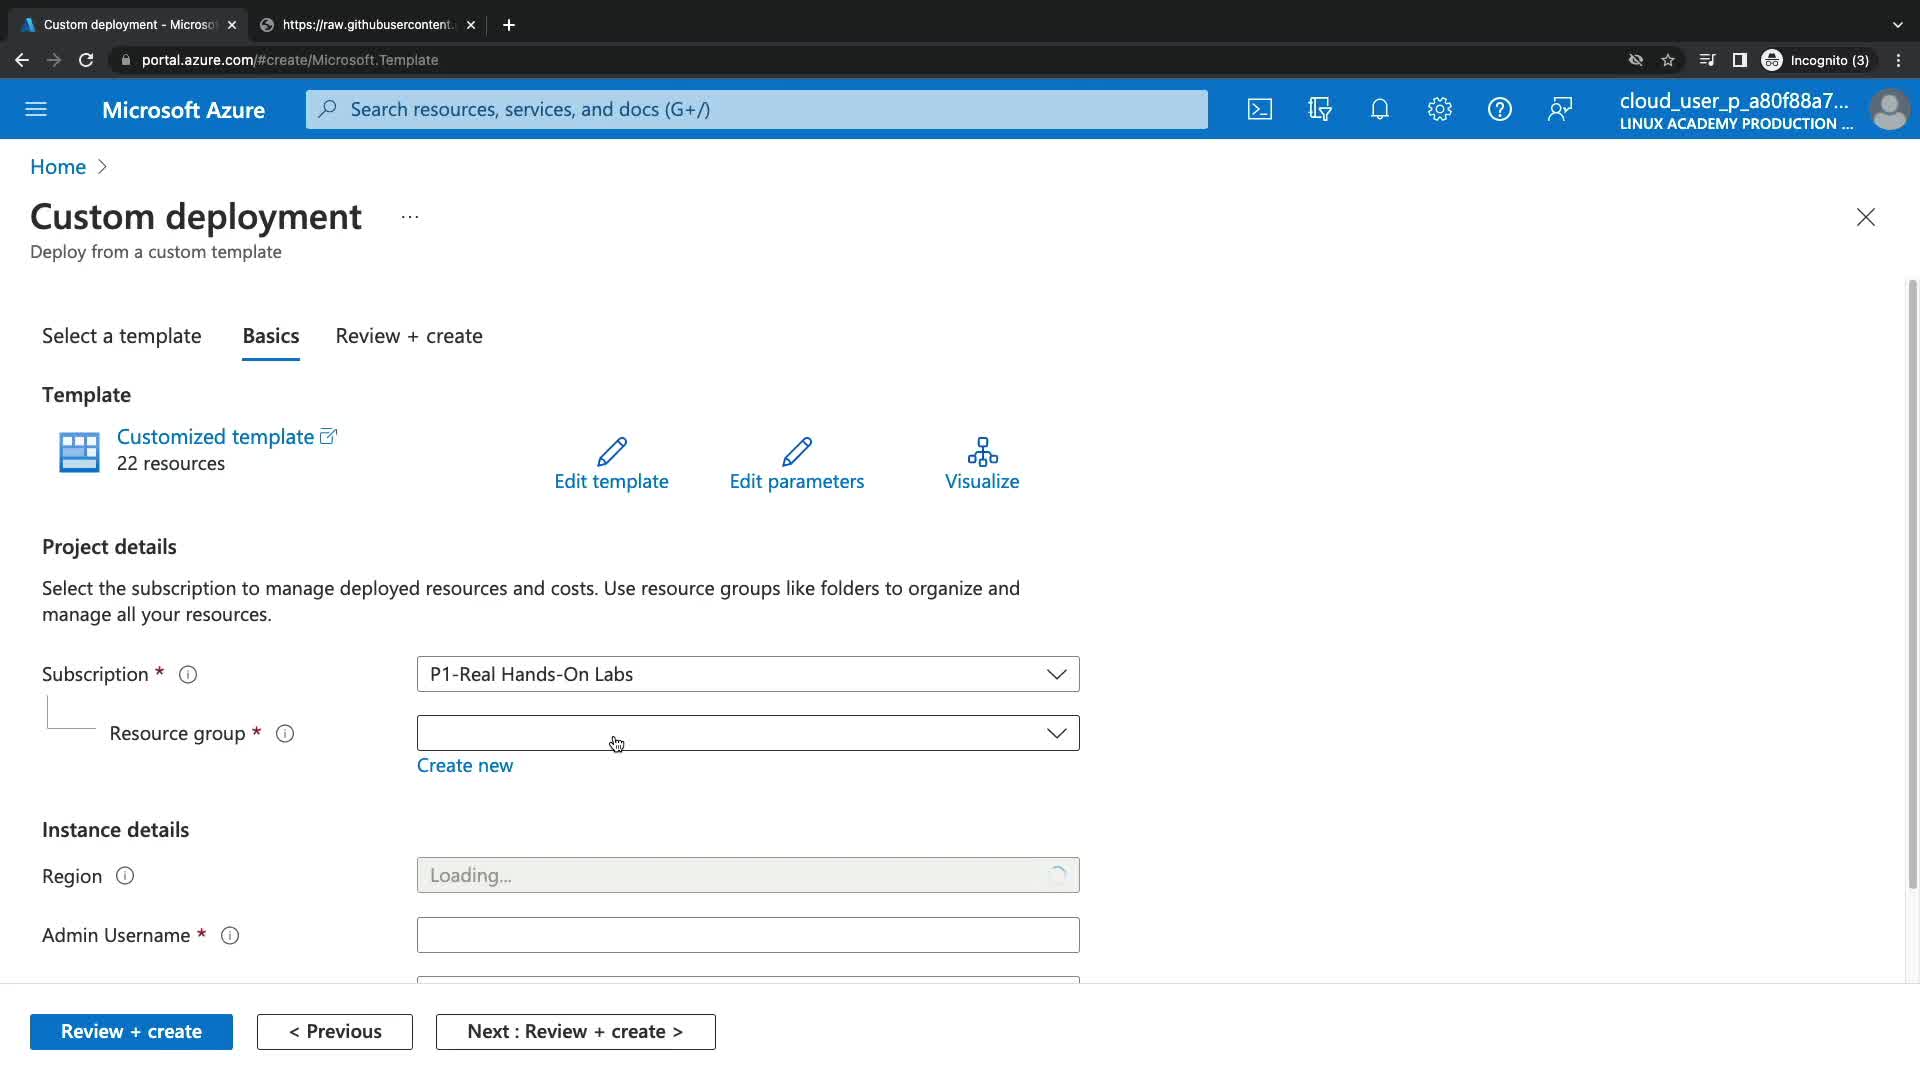 Custom deployment - Microso
https://raw.githubusercontent.
portal.azure.com/#create/Microsoft.Template
Incognito (3)
Microsoft Azure
Search resources, services, and docs (G+/)
cloud_user_p_a80f88a7...
LINUX ACADEMY PRODUCTION ...
Home
Custom deployment
...
Deploy from a custom template
Select a template
Basics
Review + create
Template
Customized template
22 resources
Edit template
Edit parameters
Visualize
Project details
Select the subscription to manage deployed resources and costs. Use resource groups like folders to organize and
manage all your resources.
Subscription *
P1-Real Hands-On Labs
Resource group *
Create new
Instance details
Region
Loading...
Admin Username *
Review + create
< Previous
Next : Review + create >